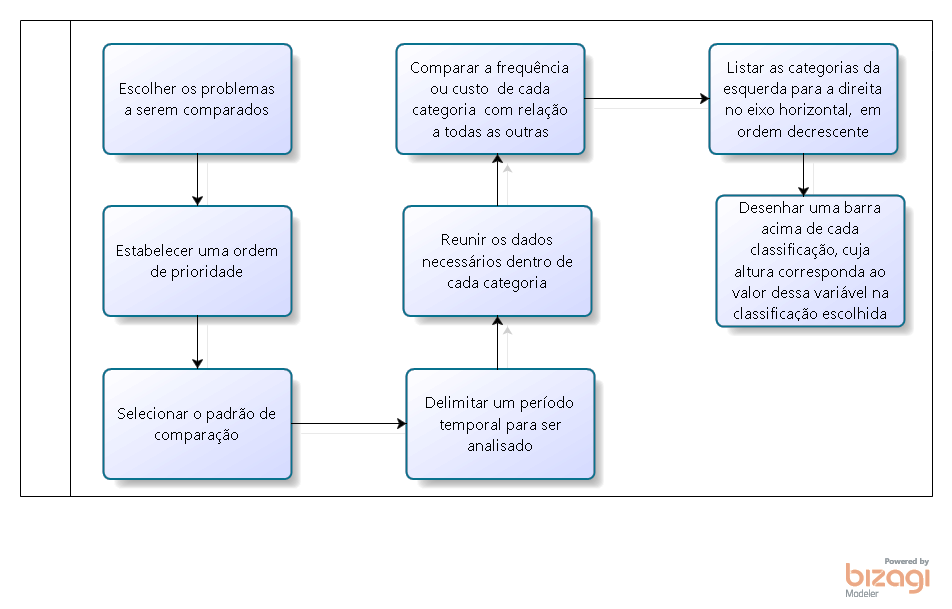 Escolher os problemas
a serem comparados
Estabelecer uma ordem
de prioridade
Selecionar o padrão de
comparação
Delimitar um período
temporal para ser
analisado
Reunir os dados
necessários dentro de
cada categoria
Comparar a frequência
ou custo de cada
categoria com relação
a todas as outras
Listar as categorias da
esquerda para a direita
no eixo horizontal, em
ordem decrescente
Desenhar uma barra
acima de cada
classificação, cuja
altura corresponda ao
valor dessa variável na
classificação escolhida
Powered by
bizagi
Modeler